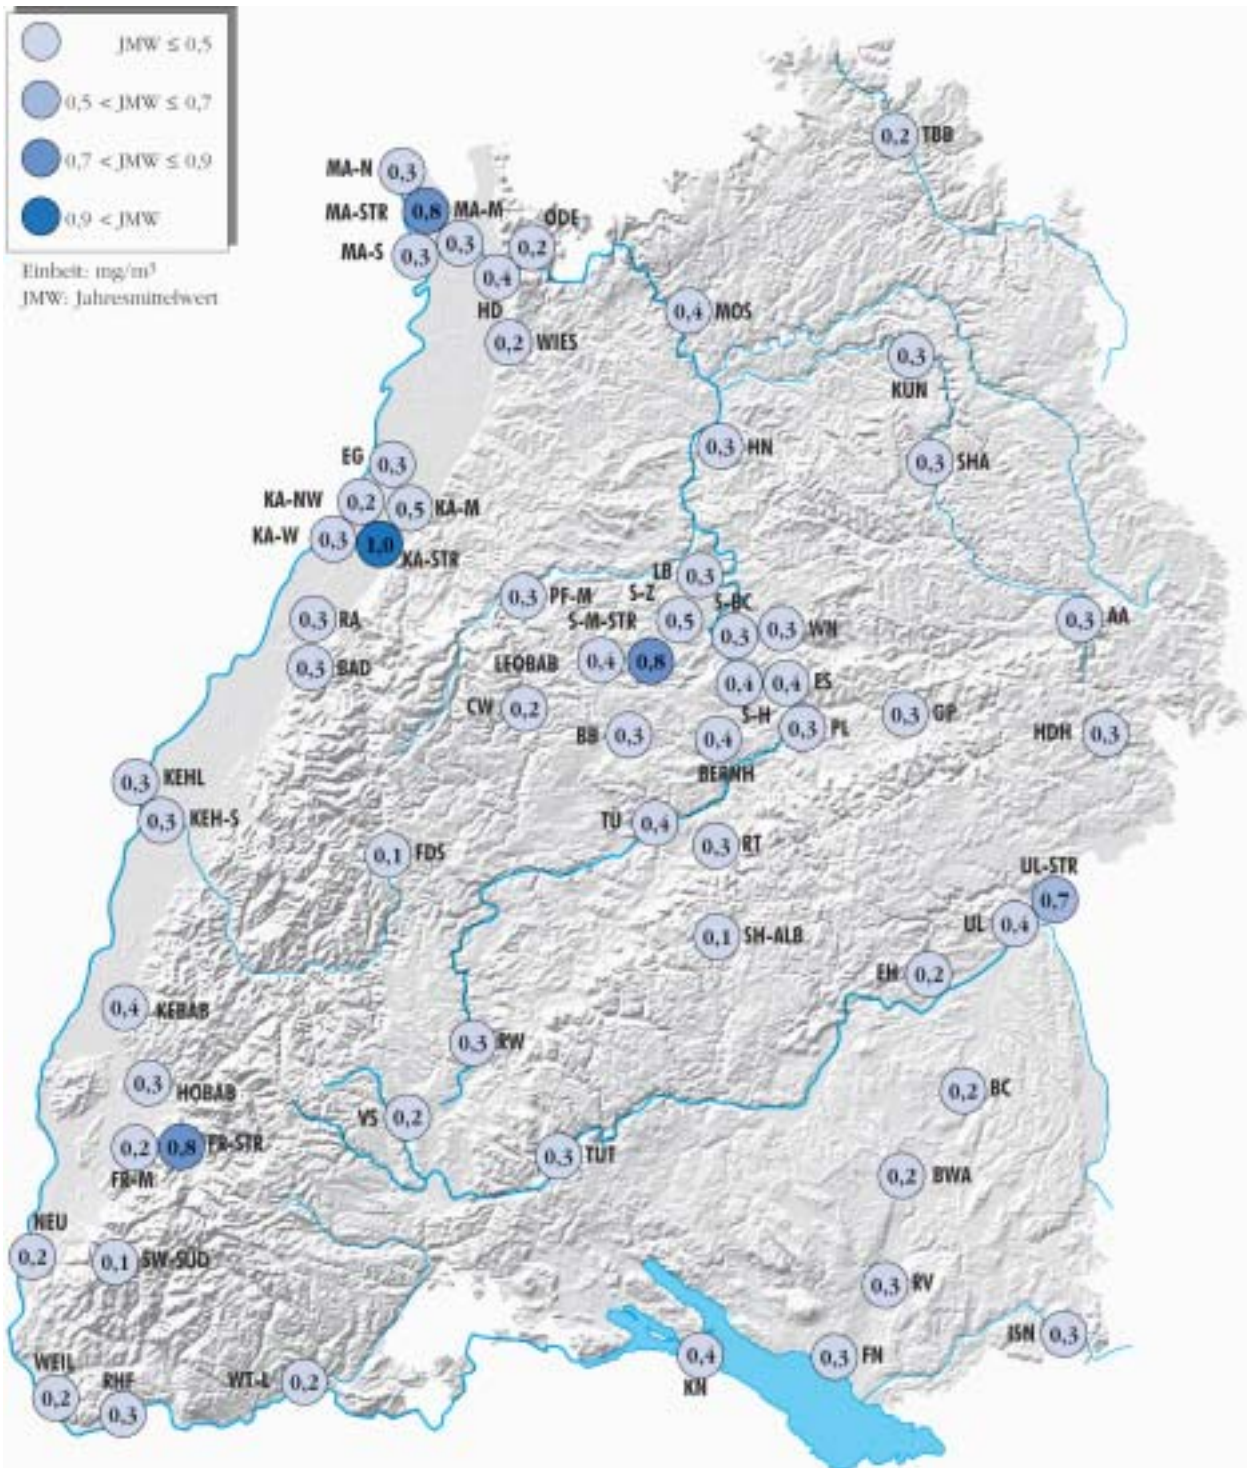 JMW ≤ 0,5
0,5 < JMW ≤ 0,7
0,7 < JMW ≤ 0,9
0,9 < JMW
Einheit: mg/m³
JMW: Jahresmittelwert
0,2 TBB
MA-N 0,3
MA-STR 0,8 MA-M
ODE
MA-S 0,3 0,3 0,2
0,4
HD
0,2 WIES
0,4 MOS
0,3
KÜN
0,3 HN
EG 0,3
0,3 SHA
KA-NW 0,2 0,5 KA-M
KA-W 0,3 1,0 KA-STR
LB 0,3
0,3 PF-M
S-Z S-BC
0,3 RA
S-M-STR 0,5 0,3 0,3 WN
0,3 AA
0,3 BAD
LEOBAB 0,4 0,8
0,4 0,4 ES
S-H
CW 0,2
BB 0,3
0,4 0,3 PL
0,3 GP
HDH 0,3
BERNH
0,3 KEHL
0,3 KEH-S
TÜ 0,4
0,3 RT
0,1 FDS
UL-STR
0,7
UL 0,4
0,1 SH-ALB
EH 0,2
0,4 KEBAB
0,3 RW
0,3 HOBAB
0,2 BC
VS 0,2
0,2 0,8 FR-STR
FR-M
0,3 TUT
0,2 BWA
NEU
0,2
0,1 SW-SÜD
0,3 RV
ISN 0,3
0,4
KN
0,3 FN
WEIL
0,2
RHF
0,3
WT-L 0,2